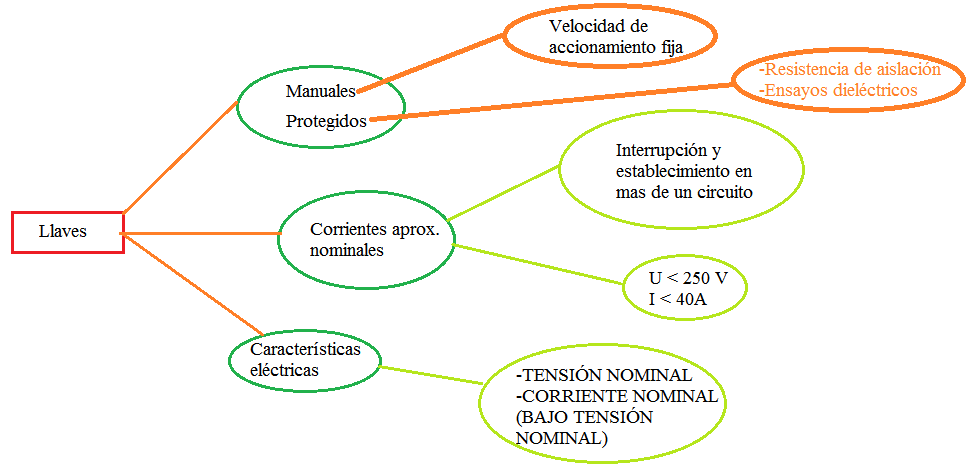 Velocidad de
accionamiento fija
-Resistencia de aislación
-Ensayos dieléctricos
Manuales
Protegidos
Interrupción y
establecimiento en
mas de un circuito
Llaves
Corrientes aprox.
nominales
U < 250 V
I < 40A
Características
eléctricas
-TENSIÓN NOMINAL
-CORRIENTE NOMINAL
(BAJO TENSIÓN
NOMINAL)